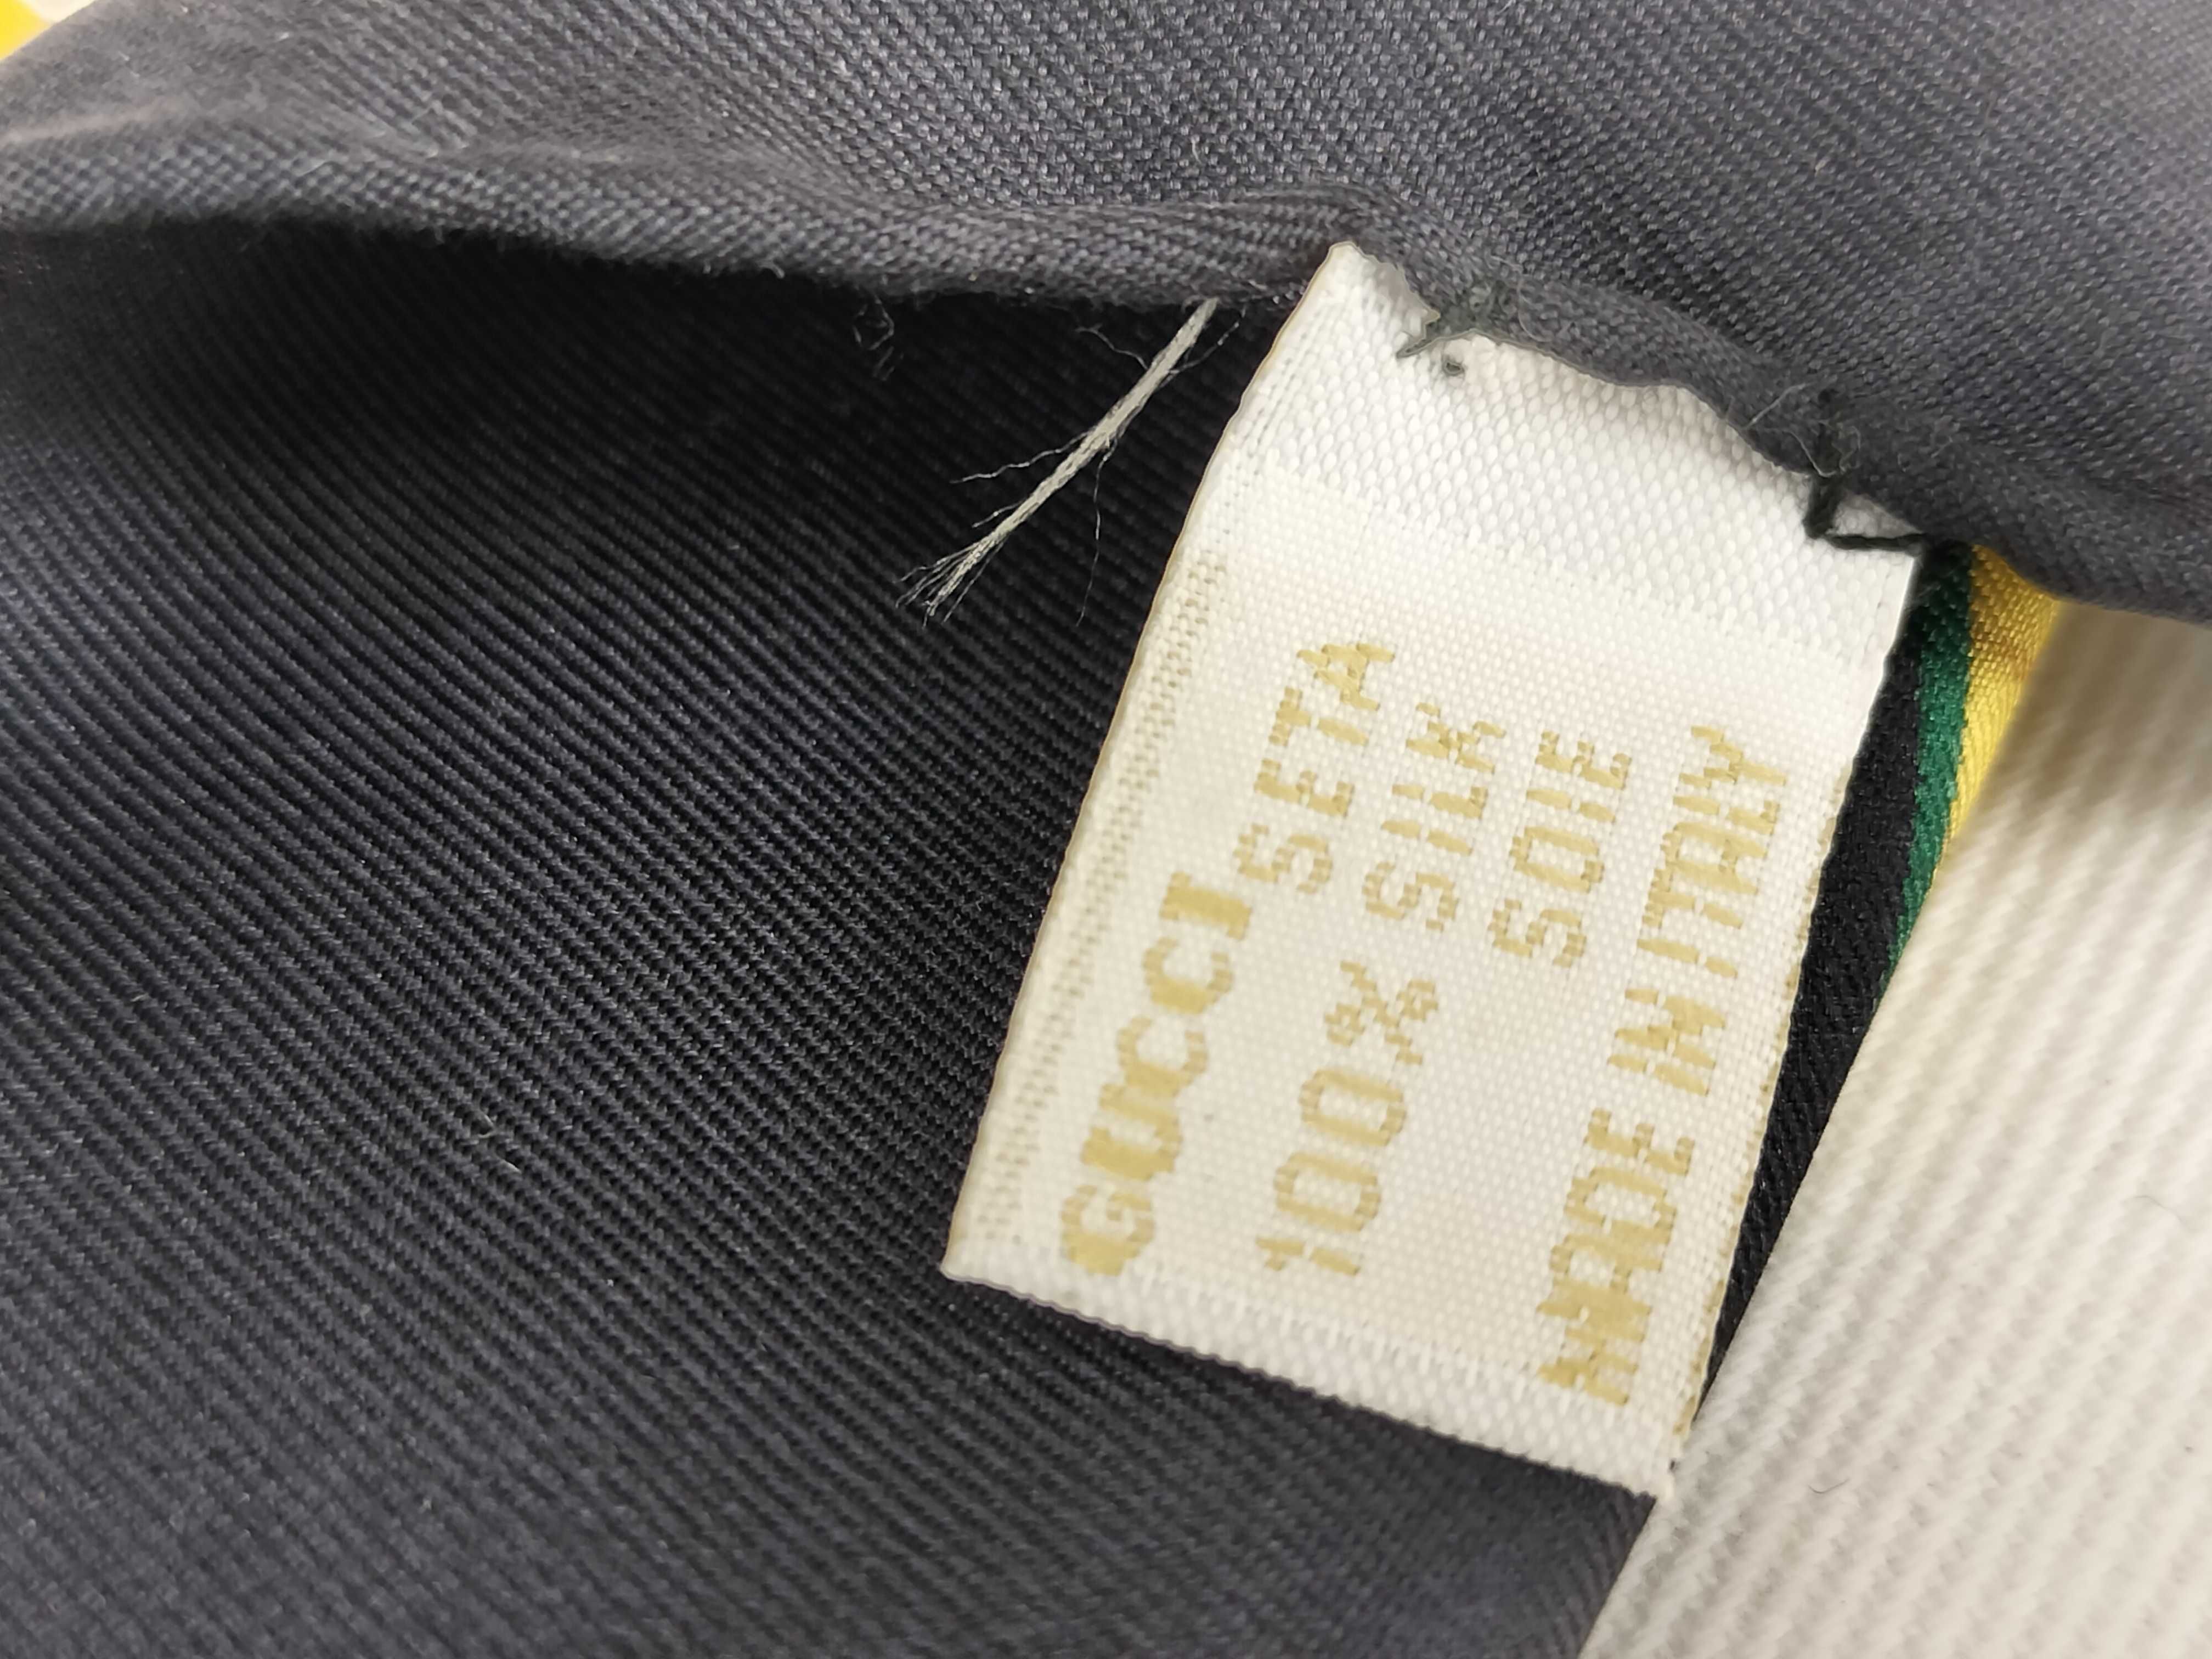 GUCCI
SETA
100% SILK
SOIE
MADE IN ITALY